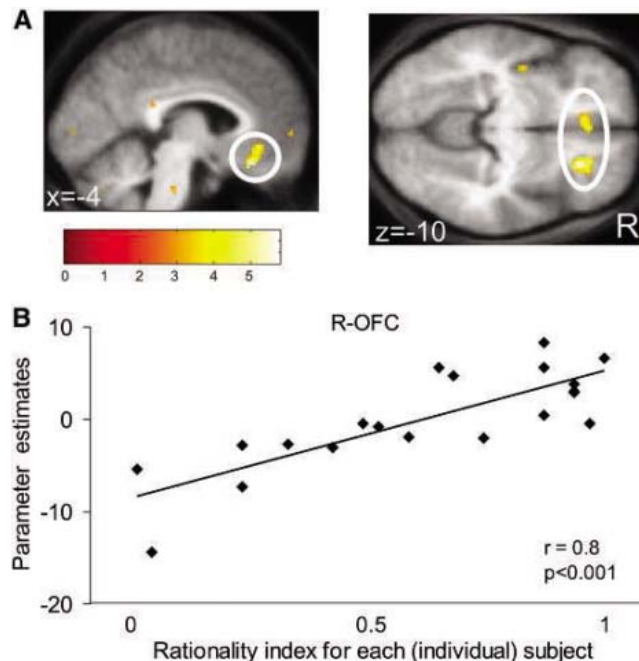 A
x=-4
z=-10
R
0 1 2 3 4 5
B
R-OFC
10
0
-10
-20
Parameter estimates
r = 0.8
p<0.001
0 0.5 1
Rationality index for each (individual) subject